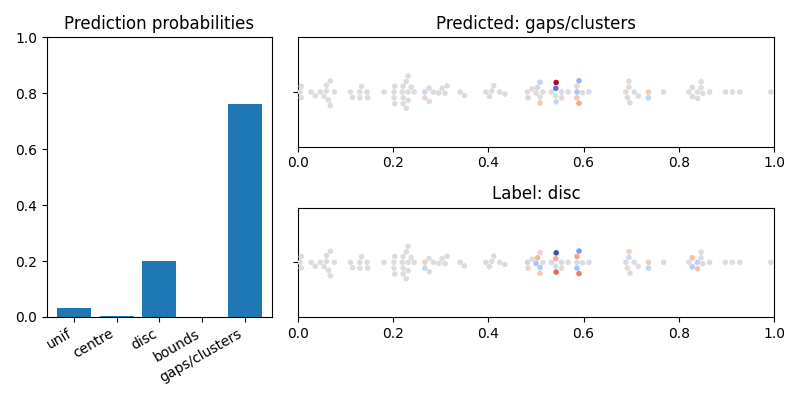 Prediction probabilities
1.0
0.8
0.6
0.4
0.2
0.0
unif
centre
disc
bounds
gaps/clusters
Predicted: gaps/clusters
0.0 0.2 0.4 0.6 0.8 1.0
Label: disc
0.0 0.2 0.4 0.6 0.8 1.0